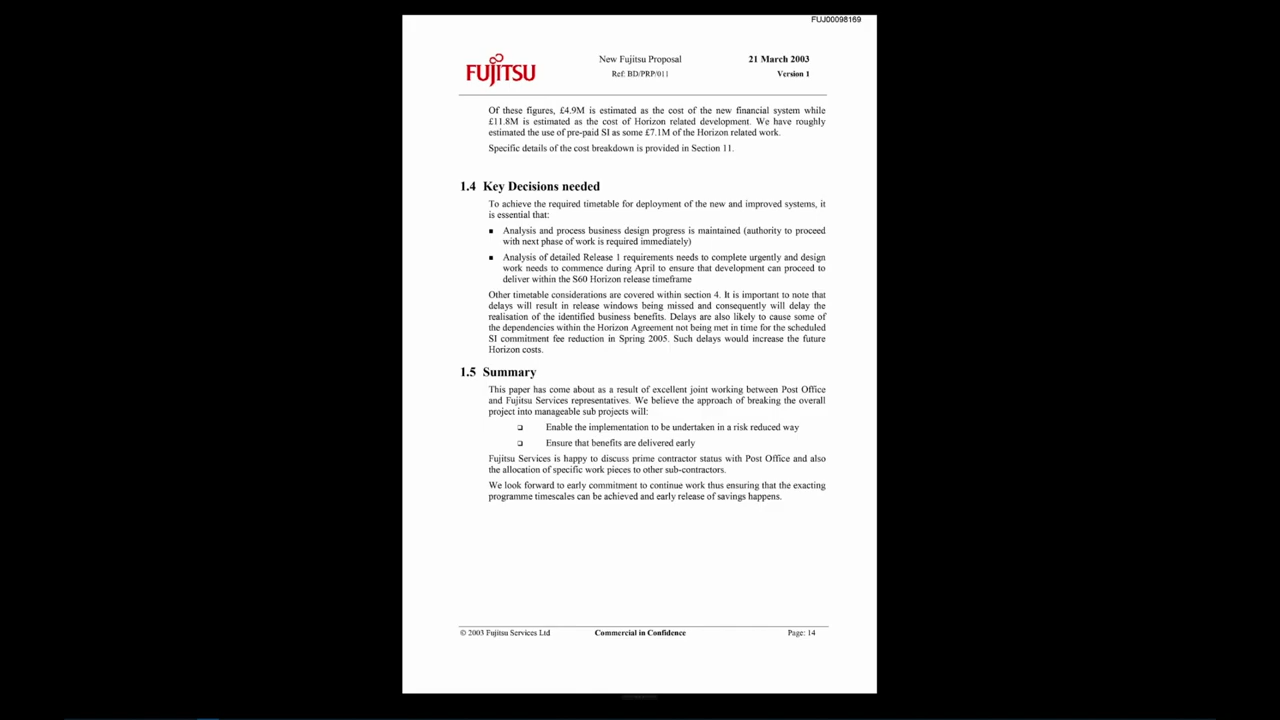 FUJ00098169
FUJITSU
New Fujitsu Proposal
Ref: BD/PRP/011
21 March 2003
Version 1
Of these figures, £4.9M is estimated as the cost of the new financial system while
£11.8M is estimated as the cost of Horizon related development. We have roughly
estimated the use of pre-paid SI as some £7.1M of the Horizon related work.
Specific details of the cost breakdown is provided in Section 11.
1.4 Key Decisions needed
To achieve the required timetable for deployment of the new and improved systems, it
is essential that:
▪ Analysis and process business design progress is maintained (authority to proceed
with next phase of work is required immediately)
▪ Analysis of detailed Release 1 requirements needs to complete urgently and design
work needs to commence during April to ensure that development can proceed to
deliver within the S60 Horizon release timeframe
Other timetable considerations are covered within section 4. It is important to note that
delays will result in release windows being missed and consequently will delay the
realisation of the identified business benefits. Delays are also likely to cause some of
the dependencies within the Horizon Agreement not being met in time for the scheduled
SI commitment fee reduction in Spring 2005. Such delays would increase the future
Horizon costs.
1.5 Summary
This paper has come about as a result of excellent joint working between Post Office
and Fujitsu Services representatives. We believe the approach of breaking the overall
project into manageable sub projects will:
❑ Enable the implementation to be undertaken in a risk reduced way
❑ Ensure that benefits are delivered early
Fujitsu Services is happy to discuss prime contractor status with Post Office and also
the allocation of specific work pieces to other sub-contractors.
We look forward to early commitment to continue work thus ensuring that the exacting
programme timescales can be achieved and early release of savings happens.
© 2003 Fujitsu Services Ltd
Commercial in Confidence
Page: 14